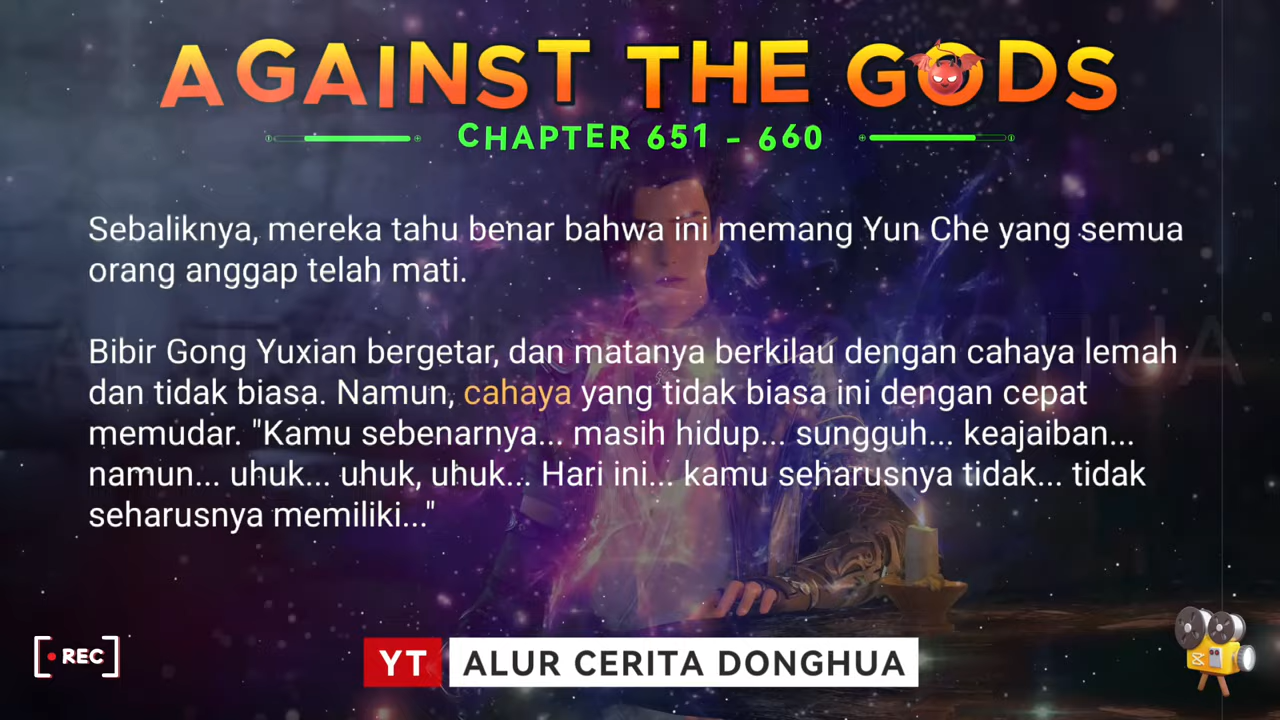 AGAINST THE GODS
CHAPTER 651 - 660
Sebaliknya, mereka tahu benar bahwa ini memang Yun Che yang semua
orang anggap telah mati.
Bibir Gong Yuxian bergetar, dan matanya berkilau dengan cahaya lemah
dan tidak biasa. Namun, cahaya yang tidak biasa ini dengan cepat
memudar. "Kamu sebenarnya... masih hidup... sungguh... keajaiban...
namun... uhuk... uhuk, uhuk... Hari ini... kamu seharusnya tidak... tidak
seharusnya memiliki..."
REC
YT ALUR CERITA DONGHUA